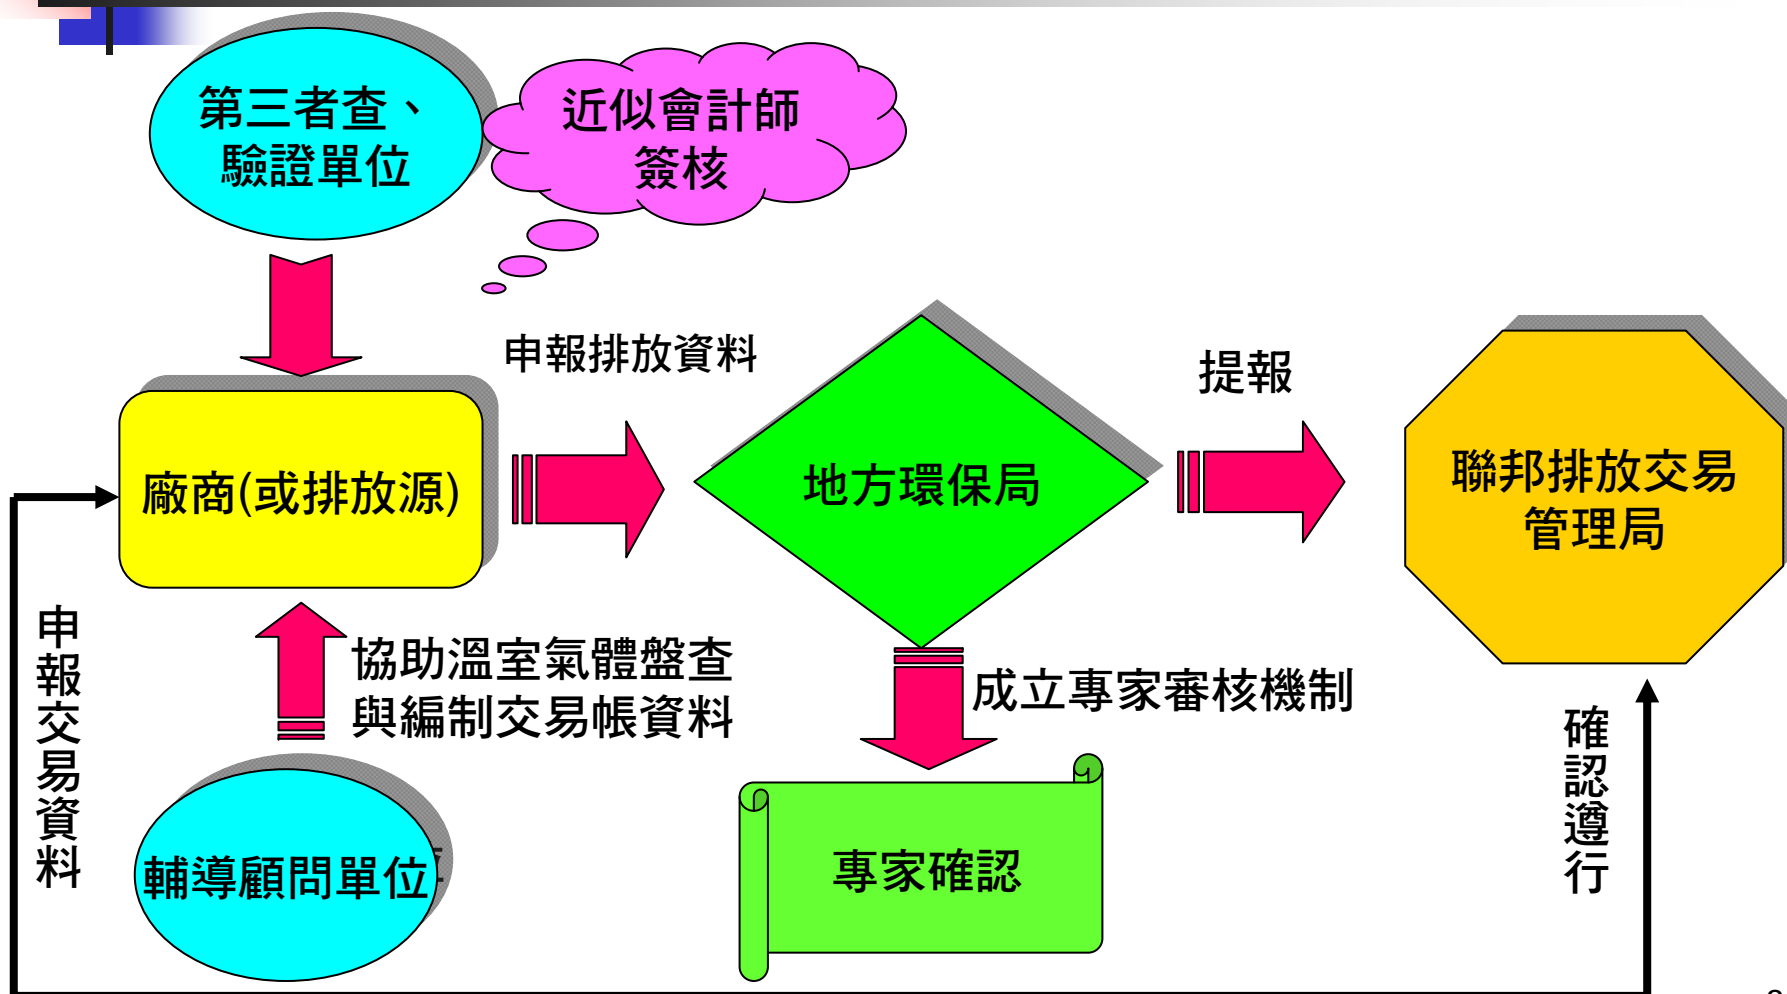 第三者查、
驗證單位
近似會計師
簽核
申報排放資料
提報
廠商(或排放源)
地方環保局
聯邦排放交易
管理局
協助溫室氣體盤查
與編制交易帳資料
成立專家審核機制
申報交易資料
確認遵行
輔導顧問單位
專家確認